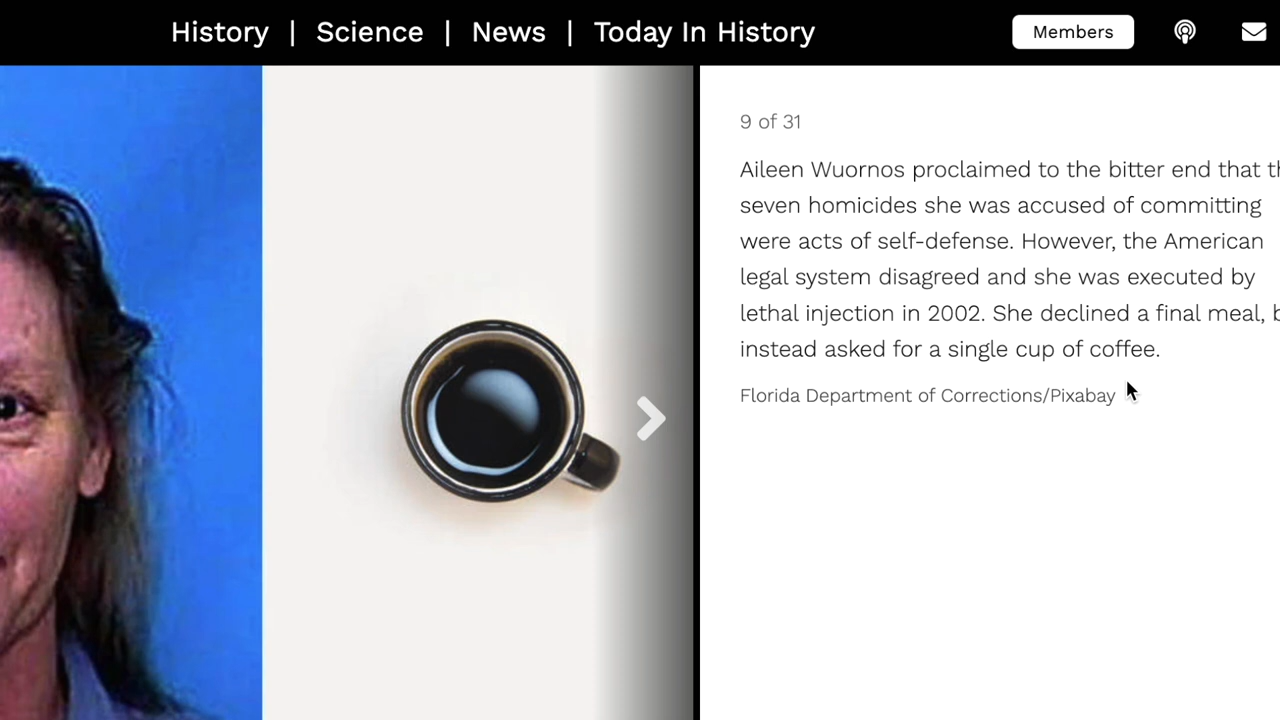 History | Science | News | Today In History
Members
9 of 31
Aileen Wuornos proclaimed to the bitter end that
seven homicides she was accused of committing
were acts of self-defense. However, the American
legal system disagreed and she was executed by
lethal injection in 2002. She declined a final meal,
instead asked for a single cup of coffee.
Florida Department of Corrections/Pixabay